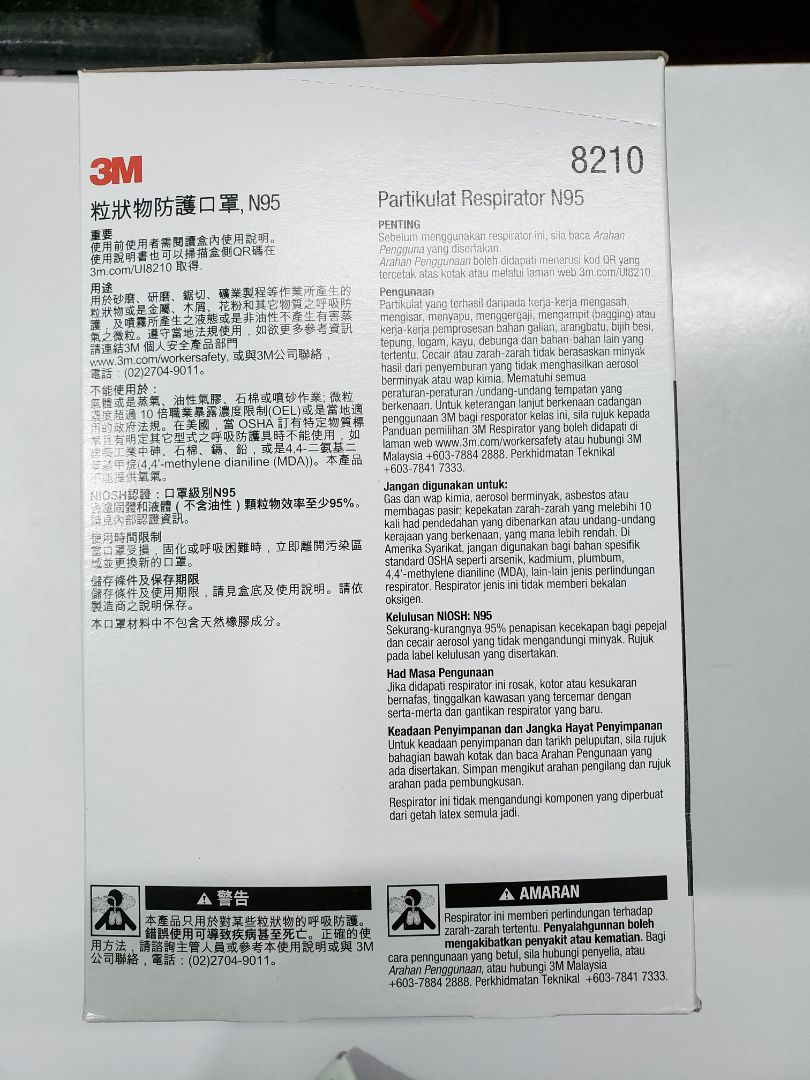 3M
粒狀物防護口罩, N95
重要
使用前使用者需閱讀盒內使用說明。
使用說明書也可以掃描盒側QR碼在
3m.com/UI8210 取得.
用途
用於砂磨、研磨、鋸切、礦業製程等作業所產生的
粒狀物或是金屬、木屑、花粉和其它物質之呼吸防
護，及噴霧所產生之液態或是非油性不產生有害蒸
氣之微粒。遵守當地法規使用，如欲更多參考資訊
請連結3M 個人安全產品部門
www.3m.com/workersafety, 或與3M公司聯絡，
電話：(02)2704-9011。
不能使用於：
氣體或是蒸氣、油性氣膠、石棉或噴砂作業; 微粒
濃度超過 10 倍職業暴露濃度限制(OEL)或是當地適
用的政府法規。在美國，當 OSHA 訂有特定物質標
準且有明定其它型式之呼吸防護具時不能使用，如
建築工業中砷、石棉、鎘、鉛，或是4,4-二氨基二
苯基甲烷(4,4'-methylene dianiline (MDA))。本產品
不能提供氧氣。
NIOSH認證：口罩級別N95
過濾固體和液體（不含油性）顆粒物效率至少95%。
請見內部認證資訊。
使用時間限制
當口罩受損，固化或呼吸困難時，立即離開污染區
域並更換新的口罩。
儲存條件及保存期限
儲存條件及使用期限，請見盒底及使用說明。請依
製造商之說明保存。
本口罩材料中不包含天然橡膠成分。
警告
本產品只用於對某些粒狀物的呼吸防護。
錯誤使用可導致疾病甚至死亡。正確的使
用方法，請諮詢主管人員或參考本使用說明或與 3M
公司聯絡，電話：(02)2704-9011。
8210
Partikulat Respirator N95
PENTING
Sebelum menggunakan respirator ini, sila baca Arahan
Pengguna yang disertakan.
Arahan Penggunaan boleh didapati menerusi kod QR yang
tercetak atas kotak atau melalui laman web 3m.com/UI8210.
Pengunaan
Partikulat yang terhasil daripada kerja-kerja mengasah,
mengisar, menyapu, menggergaji, mengampit (bagging) atau
kerja-kerja pemprosesan bahan galian, arangbatu, bijih besi,
tepung, logam, kayu, debunga dan bahan-bahan lain yang
tertentu. Cecair atau zarah-zarah tidak berasaskan minyak
hasil dari penyemburan yang tidak menghasilkan aerosol
berminyak atau wap kimia. Mematuhi semua
peraturan-peraturan /undang-undang tempatan yang
berkenaan. Untuk keterangan lanjut berkenaan cadangan
penggunaan 3M bagi resporator kelas ini, sila rujuk kepada
Panduan pemilihan 3M Respirator yang boleh didapati di
laman web www.3m.com/workersafety atau hubungi 3M
Malaysia +603-7884 2888. Perkhidmatan Teknikal
+603-7841 7333.
Jangan digunakan untuk:
Gas dan wap kimia, aerosol berminyak, asbestos atau
membagas pasir; kepekatan zarah-zarah yang melebihi 10
kali had pendedahan yang dibenarkan atau undang-undang
kerajaan yang berkenaan, yang mana lebih rendah. Di
Amerika Syarikat, jangan digunakan bagi bahan spesifik
standard OSHA seperti arsenik, kadmium, plumbum,
4,4'-methylene dianiline (MDA), lain-lain jenis perlindungan
respirator. Respirator jenis ini tidak memberi bekalan
oksigen.
Kelulusan NIOSH: N95
Sekurang-kurangnya 95% penapisan kecekapan bagi pepejal
dan cecair aerosol yang tidak mengandungi minyak. Rujuk
pada label kelulusan yang disertakan.
Had Masa Pengunaan
Jika didapati respirator ini rosak, kotor atau kesukaran
bernafas, tinggalkan kawasan yang tercemar dengan
serta-merta dan gantikan respirator yang baru.
Keadaan Penyimpanan dan Jangka Hayat Penyimpanan
Untuk keadaan penyimpanan dan tarikh peluputan, sila rujuk
bahagian bawah kotak dan baca Arahan Pengunaan yang
ada disertakan. Simpan mengikut arahan pengilang dan rujuk
arahan pada pembungkusan.
Respirator ini tidak mengandungi komponen yang diperbuat
dari getah latex semula jadi.
AMARAN
Respirator ini memberi perlindungan terhadap
zarah-zarah tertentu. Penyalahgunnan boleh
mengakibatkan penyakit atau kematian. Bagi
cara penngunaan yang betul, sila hubungi penyelia, atau
Arahan Penggunaan, atau hubungi 3M Malaysia
+603-7884 2888. Perkhidmatan Teknikal +603-7841 7333.